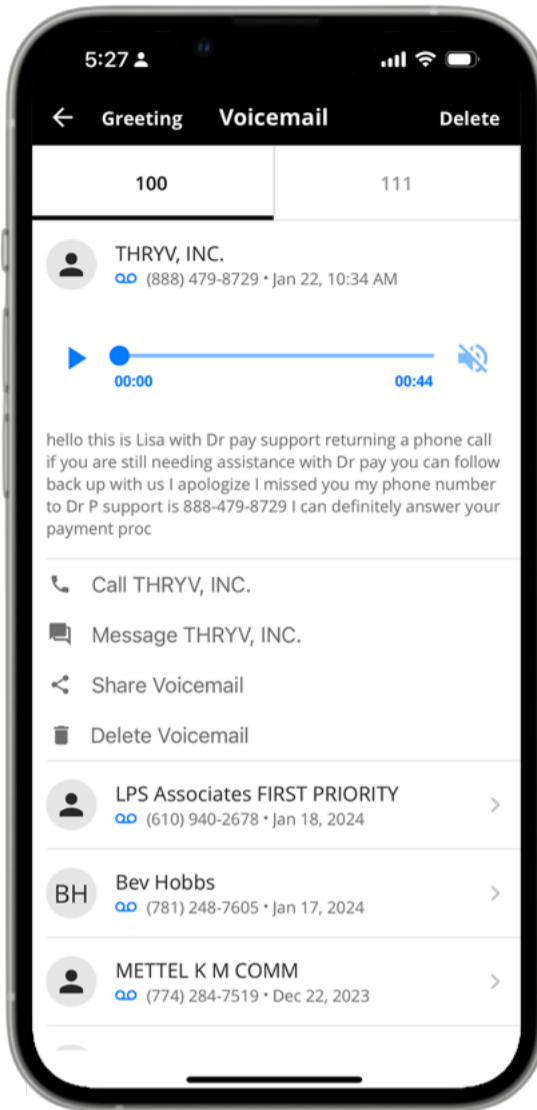 5:27
Greeting Voicemail Delete
100 111
THRYV, INC.
(888) 479-8729 • Jan 22, 10:34 AM
00:00 00:44
hello this is Lisa with Dr pay support returning a phone call
if you are still needing assistance with Dr pay you can follow
back up with us I apologize I missed you my phone number
to Dr P support is 888-479-8729 I can definitely answer your
payment proc
Call THRYV, INC.
Message THRYV, INC.
Share Voicemail
Delete Voicemail
LPS Associates FIRST PRIORITY
(610) 940-2678 • Jan 18, 2024
BH Bev Hobbs
(781) 248-7605 • Jan 17, 2024
METTEL K M COMM
(774) 284-7519 • Dec 22, 2023